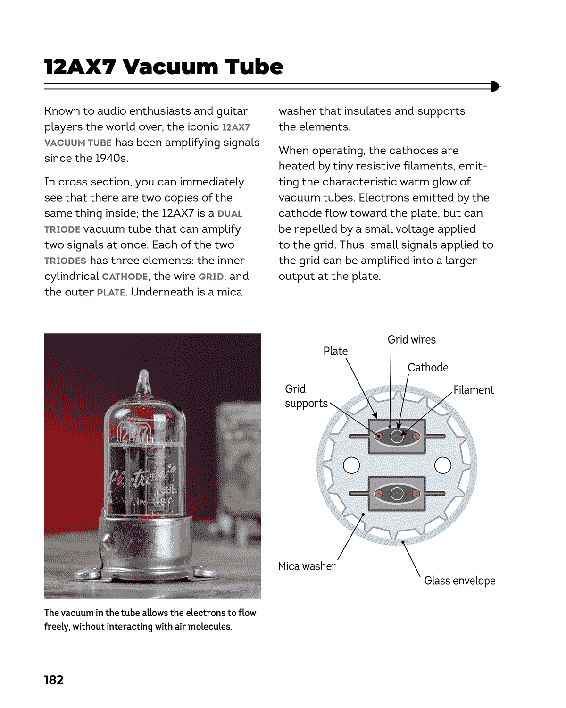 12AX7 Vacuum Tube
Known to audio enthusiasts and guitar
players the world over, the iconic 12AX7
VACUUM TUBE has been amplifying signals
since the 1940s.
In cross section, you can immediately
see that there are two copies of the
same thing inside; the 12AX7 is a DUAL
TRIODE vacuum tube that can amplify
two signals at once. Each of the two
TRIODES has three elements: the inner
cylindrical CATHODE, the wire GRID, and
the outer PLATE. Underneath is a mica
washer that insulates and supports
the elements.
When operating, the cathodes are
heated by tiny resistive filaments, emit-
ting the characteristic warm glow of
vacuum tubes. Electrons emitted by the
cathode flow toward the plate, but can
be repelled by a small voltage applied
to the grid. Thus, small signals applied to
the grid can be amplified into a larger
output at the plate.
12AX7
Grid wires
Plate
Cathode
Grid
supports
Filament
Mica washer
Glass envelope
The vacuum in the tube allows the electrons to flow
freely, without interacting with air molecules.
182